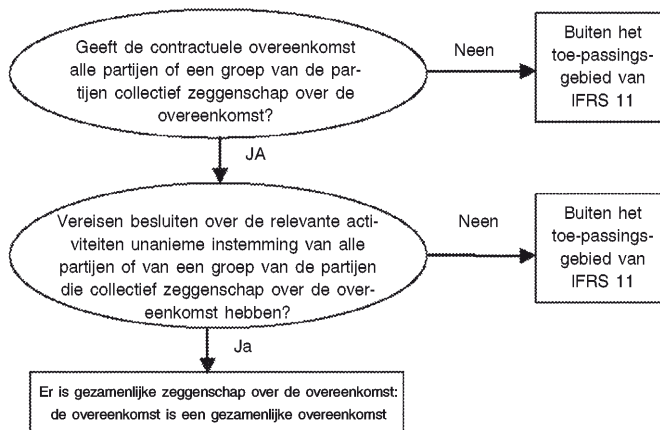 Geeft de contractuele overeenkomst
alle partijen of een groep van de par-
tijen collectief zeggenschap over de
overeenkomst?
Neen
Buiten het
toe-passings-
gebied van
IFRS 11
JA
Vereisen besluiten over de relevante acti-
viteiten unanieme instemming van alle
partijen of van een groep van de partijen
die collectief zeggenschap over de over-
eenkomst hebben?
Neen
Buiten het
toe-passings-
gebied van
IFRS 11
Ja
Er is gezamenlijke zeggenschap over de overeenkomst:
de overeenkomst is een gezamenlijke overeenkomst